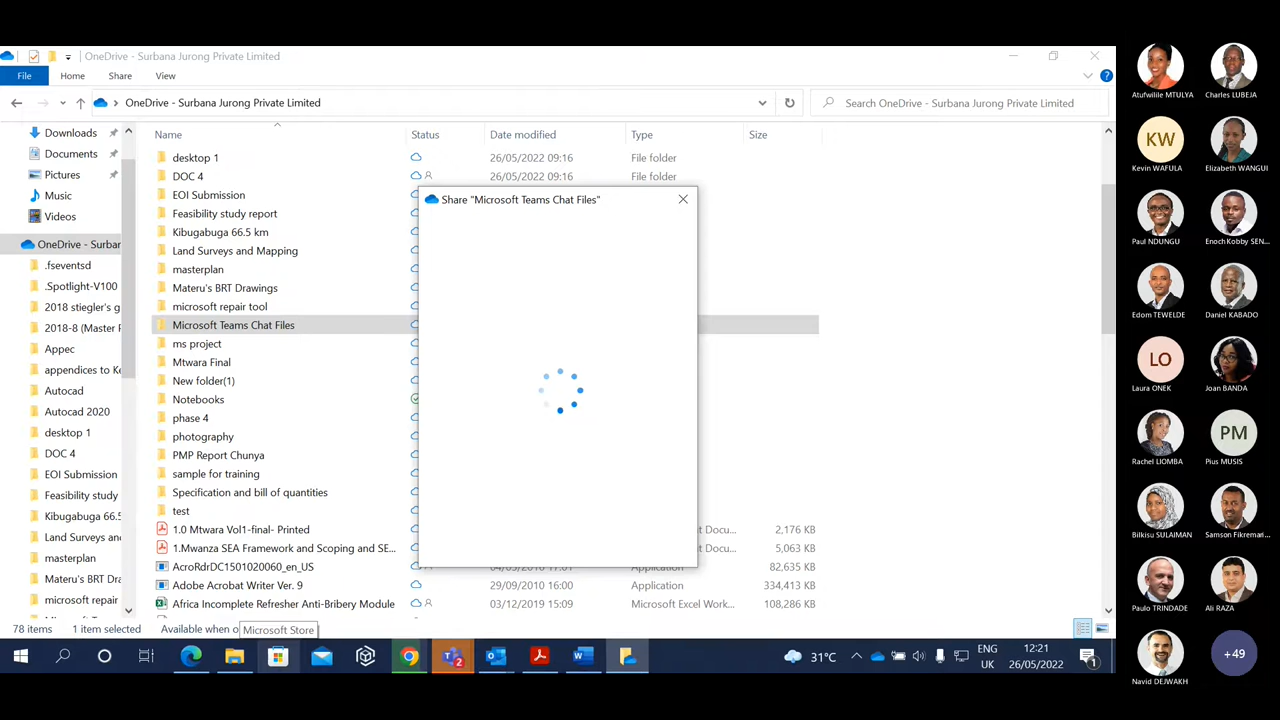 OneDrive - Surbana Jurong Private Limited
File Home Share View
OneDrive - Surbana Jurong Private Limited
Search OneDrive - Surbana Jurong Private Limited
Downloads
Documents
Pictures
Music
Videos
OneDrive - Surbar
.fseventsd
.Spotlight-V100
2018 stiegler's g
2018-8 (Master F
Appec
appendices to Ke
Autocad
Autocad 2020
desktop 1
DOC 4
EOI Submission
Feasibility study
Kibugabuga 66.5
Land Surveys an
masterplan
Materu's BRT Dra
microsoft repair
Name Status Date modified Type Size
desktop 1 26/05/2022 09:16 File folder
DOC 4 26/05/2022 09:16 File folder
EOI Submission
Feasibility study report
Kibugabuga 66.5 km
Land Surveys and Mapping
masterplan
Materu's BRT Drawings
microsoft repair tool
Microsoft Teams Chat Files
ms project
Mtwara Final
New folder(1)
Notebooks
phase 4
photography
PMP Report Chunya
sample for training
Specification and bill of quantities
test
1.0 Mtwara Vol1-final- Printed t Docu... 2,176 KB
1.Mwanza SEA Framework and Scoping and SE... t Docu... 5,063 KB
AcroRdrDC1501020060_en_US Application 82,635 KB
Adobe Acrobat Writer Ver. 9 29/09/2010 16:00 Application 334,413 KB
Africa Incomplete Refresher Anti-Bribery Module 03/12/2019 15:09 Microsoft Excel Work... 108,286 KB
Share "Microsoft Teams Chat Files"
78 items 1 item selected Available when o
Microsoft Store
2
31°C
ENG
UK
12:21
26/05/2022
1
Atufwilile MTULYA
Charles LUBEJA
KW
Kevin WAFULA
Elizabeth WANGUI
Paul NDUNGU
Enoch Kobby SEN...
Edom TEWELDE
Daniel KABADO
LO
Laura ONEK
Joan BANDA
Rachel LIOMBA
PM
Pius MUSIS
Bilkisu SULAIMAN
Samson Fikremari...
Paulo TRINDADE
Ali RAZA
Navid DEJWAKH
+49